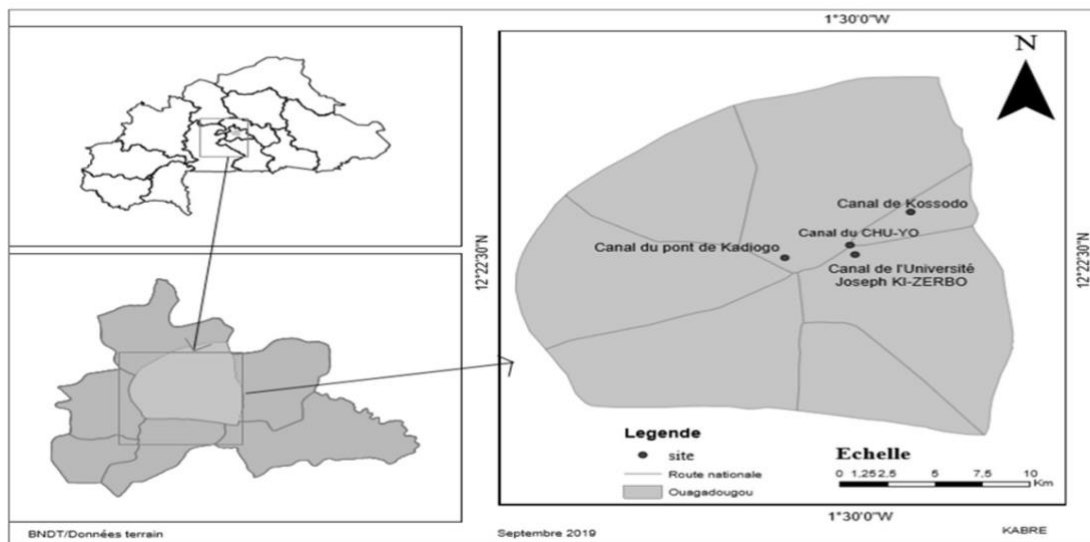 1°30'0"W
N
Canal de Kossodo
Canal du CHU-YO
Canal du pont de Kadiogo
Canal de l'Université
Joseph KI-ZERBO
12°22'30"N
12°22'30"N
Legende
site
Route nationale
Ouagadougou
Echelle
0 1.252.5 5 7.5 10
Km
1°30'0"W
BNDT/Données terrain
Septembre 2019
KABRE